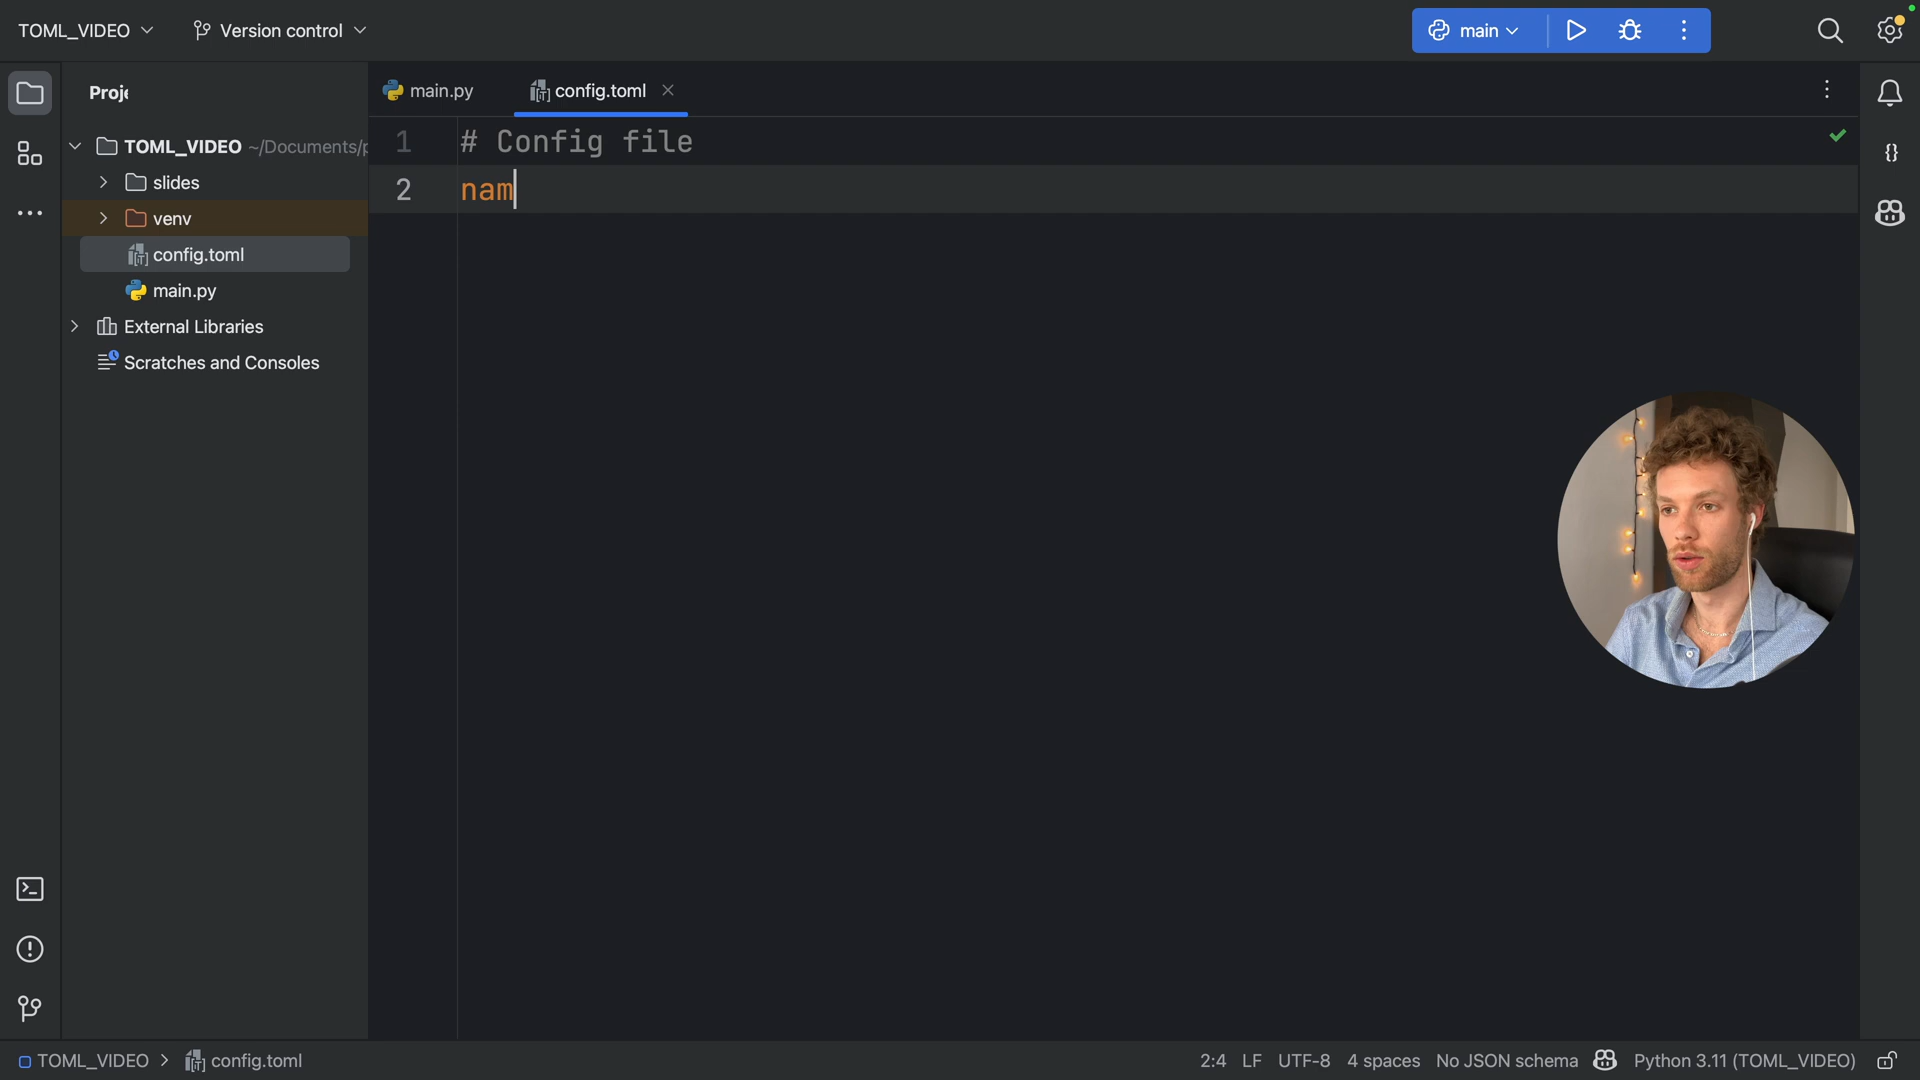 TOML_VIDEO
Version control
main
Proje
main.py
config.toml
TOML_VIDEO ~/Documents/p
slides
venv
config.toml
main.py
External Libraries
Scratches and Consoles
1 # Config file
2 nam
TOML_VIDEO > config.toml
2:4 LF UTF-8 4 spaces No JSON schema Python 3.11 (TOML_VIDEO)